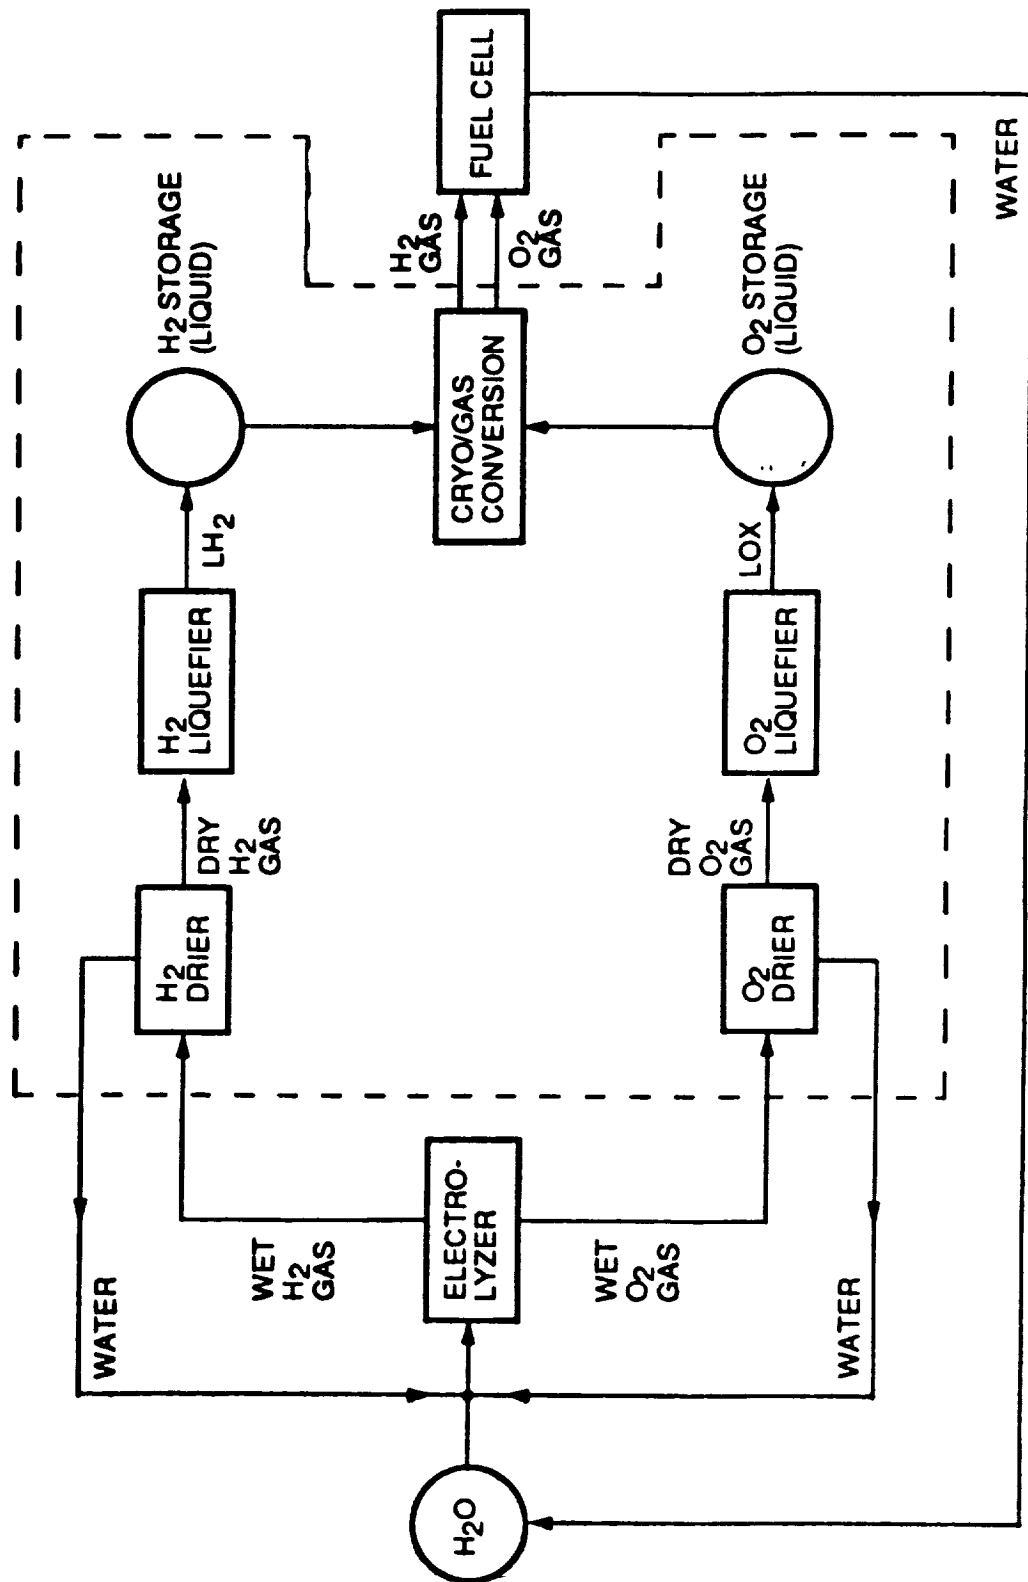 H2O
WATER
WET
H2
GAS
ELECTRO-
LYZER
WET
O2
GAS
WATER
H2
DRIER
DRY
H2
GAS
H2
LIQUEFIER
LH2
H2 STORAGE
(LIQUID)
O2
DRIER
DRY
O2
GAS
O2
LIQUEFIER
LOX
O2 STORAGE
(LIQUID)
CRYO/GAS
CONVERSION
H2
GAS
O2
GAS
FUEL CELL
WATER